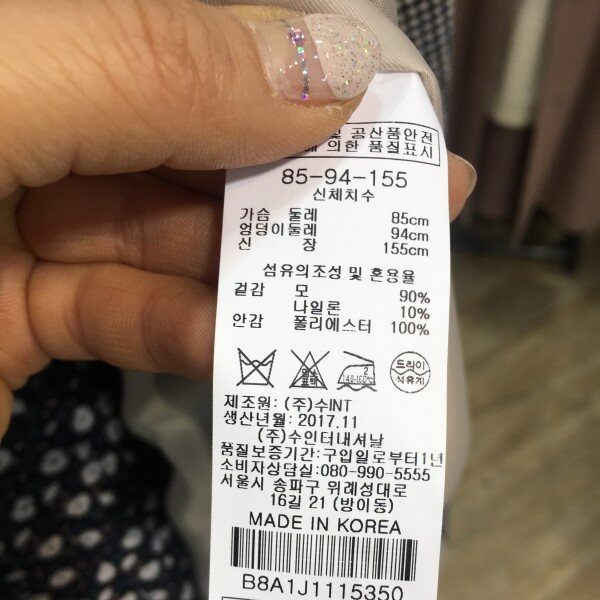 공산품안전
의한 품질표시
85-94-155
신체치수
가슴 둘레 85cm
엉덩이둘레 94cm
신 장 155cm
섬유의조성 및 혼용율
겉감 모 90%
나일론 10%
안감 폴리에스터 100%
드라이
석유계
제조원: (주)수INT
생산년월: 2017.11
(주)수인터내셔날
품질보증기간:구입일로부터1년
소비자상담실:080-990-5555
서울시 송파구 위례성대로
16길 21 (방이동)
MADE IN KOREA
B8A1J1115350